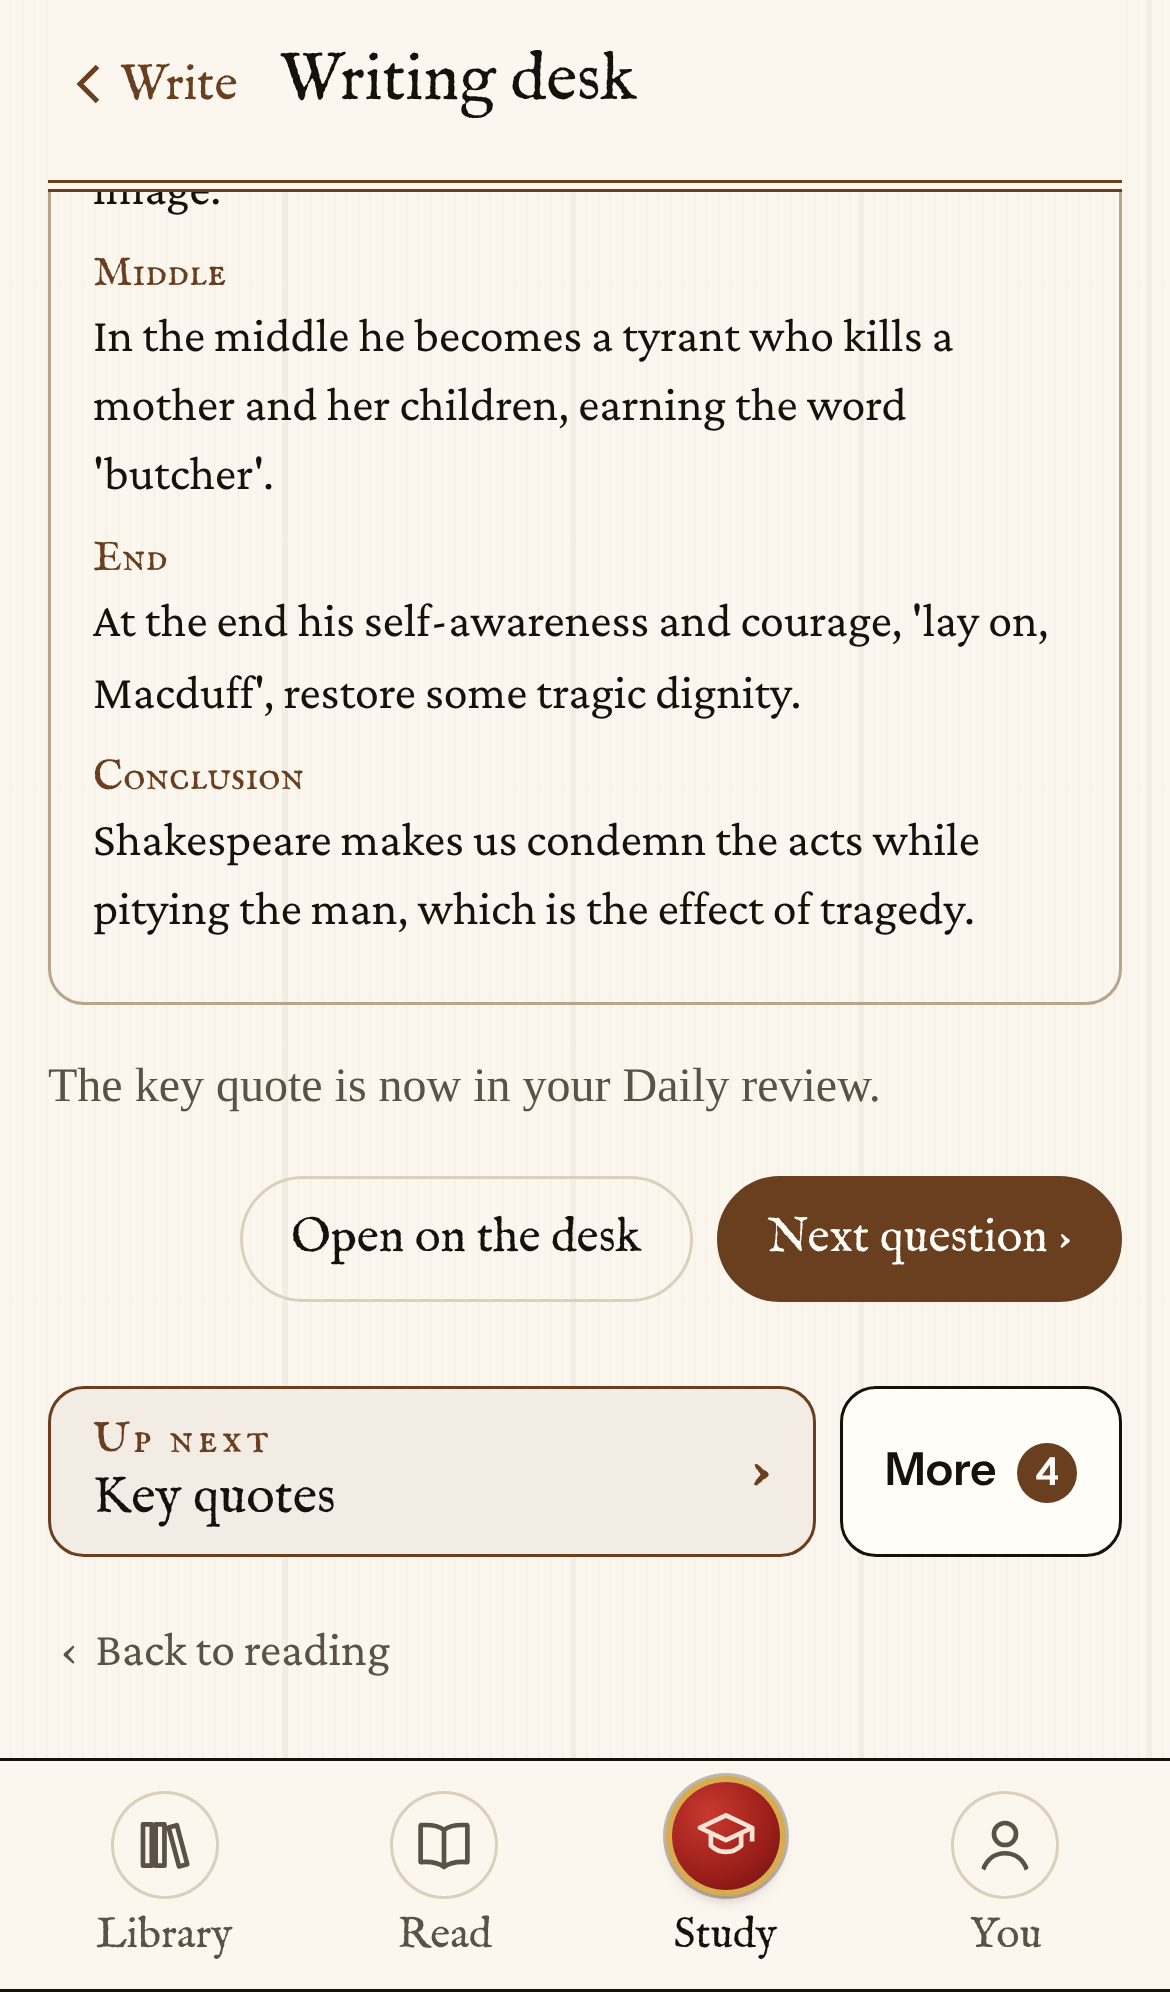 Write Writing desk
image.
Middle
In the middle he becomes a tyrant who kills a
mother and her children, earning the word
'butcher'.
End
At the end his self-awareness and courage, 'lay on,
Macduff', restore some tragic dignity.
Conclusion
Shakespeare makes us condemn the acts while
pitying the man, which is the effect of tragedy.
The key quote is now in your Daily review.
Open on the desk
Next question ›
Up next
Key quotes ›
More 4
‹ Back to reading
Library
Read
Study
You